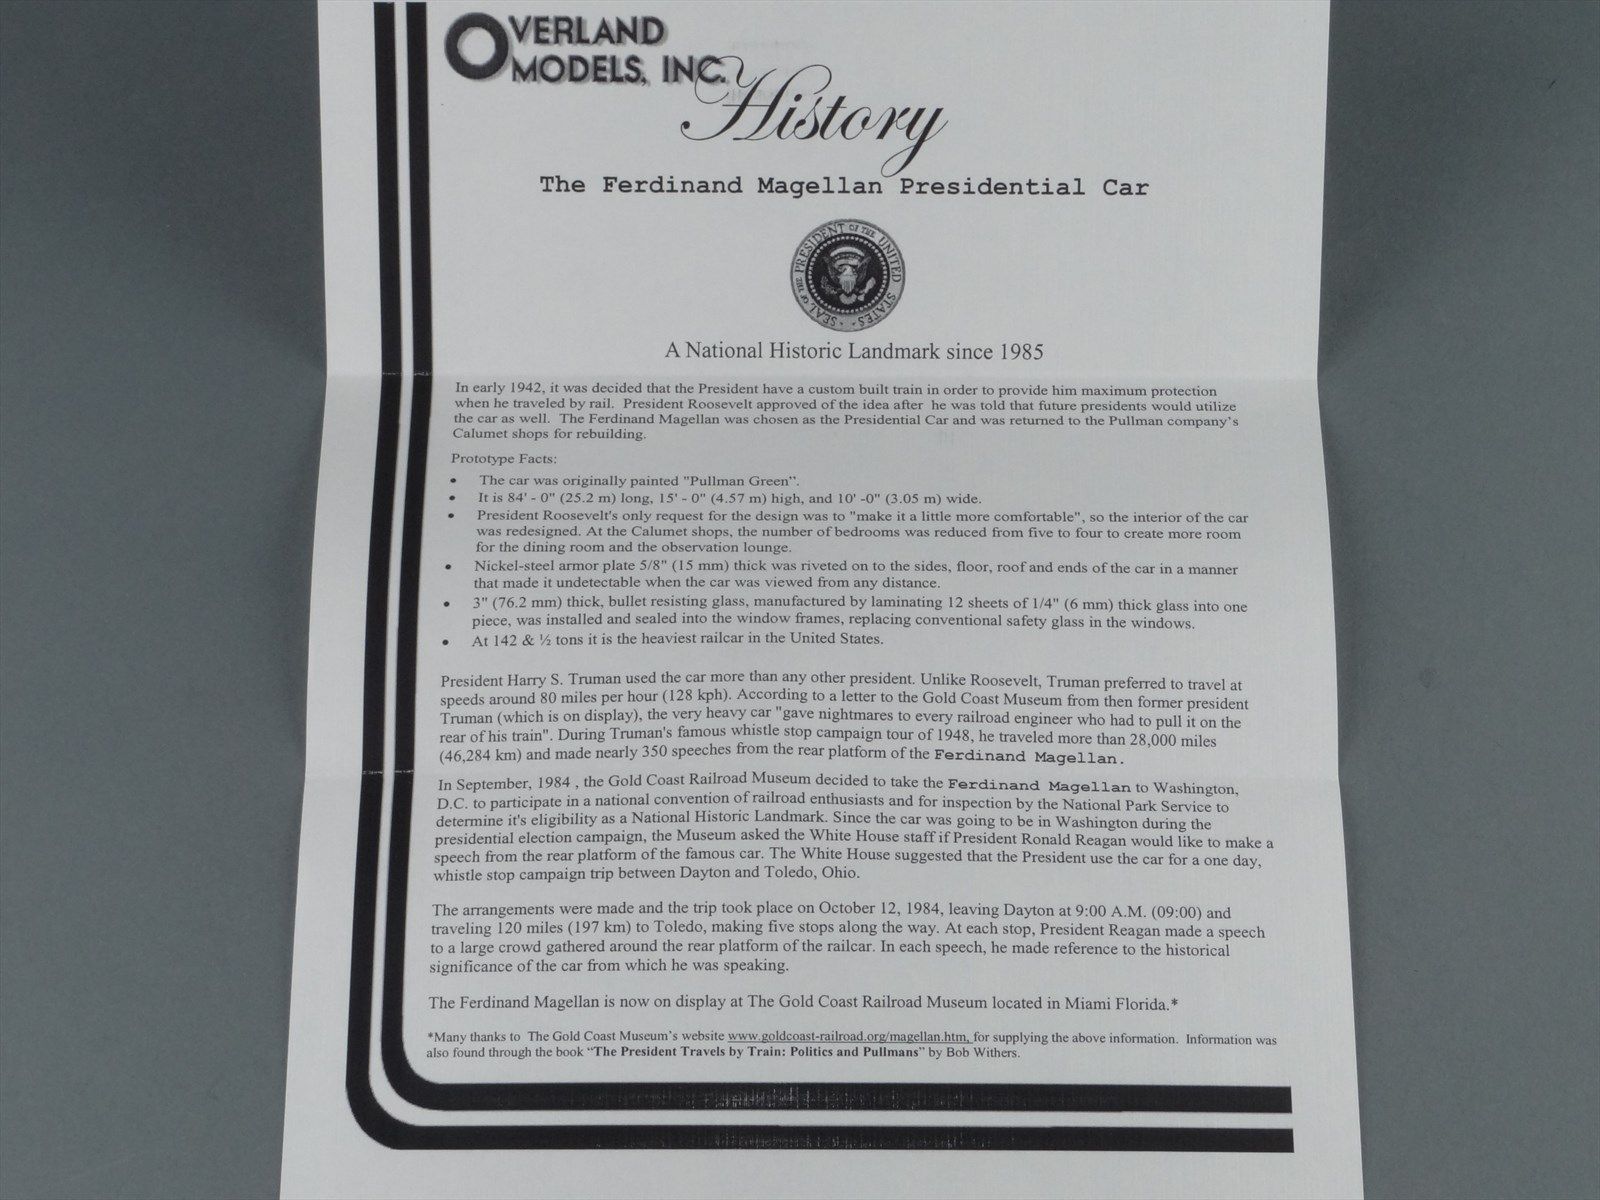 OVERLAND
MODELS, INC.
History
The Ferdinand Magellan Presidential Car
SEAL OF THE PRESIDENT OF THE UNITED STATES
A National Historic Landmark since 1985
In early 1942, it was decided that the President have a custom built train in order to provide him maximum protection
when he traveled by rail. President Roosevelt approved of the idea after he was told that future presidents would utilize
the car as well. The Ferdinand Magellan was chosen as the Presidential Car and was returned to the Pullman company's
Calumet shops for rebuilding.
Prototype Facts:
• The car was originally painted "Pullman Green".
• It is 84' - 0" (25.2 m) long, 15' - 0" (4.57 m) high, and 10' -0" (3.05 m) wide.
• President Roosevelt's only request for the design was to "make it a little more comfortable", so the interior of the car
was redesigned. At the Calumet shops, the number of bedrooms was reduced from five to four to create more room
for the dining room and the observation lounge.
• Nickel-steel armor plate 5/8" (15 mm) thick was riveted on to the sides, floor, roof and ends of the car in a manner
that made it undetectable when the car was viewed from any distance.
• 3" (76.2 mm) thick, bullet resisting glass, manufactured by laminating 12 sheets of 1/4" (6 mm) thick glass into one
piece, was installed and sealed into the window frames, replacing conventional safety glass in the windows.
• At 142 & ½ tons it is the heaviest railcar in the United States.
President Harry S. Truman used the car more than any other president. Unlike Roosevelt, Truman preferred to travel at
speeds around 80 miles per hour (128 kph). According to a letter to the Gold Coast Museum from then former president
Truman (which is on display), the very heavy car "gave nightmares to every railroad engineer who had to pull it on the
rear of his train". During Truman's famous whistle stop campaign tour of 1948, he traveled more than 28,000 miles
(46,284 km) and made nearly 350 speeches from the rear platform of the Ferdinand Magellan.
In September, 1984 , the Gold Coast Railroad Museum decided to take the Ferdinand Magellan to Washington,
D.C. to participate in a national convention of railroad enthusiasts and for inspection by the National Park Service to
determine it's eligibility as a National Historic Landmark. Since the car was going to be in Washington during the
presidential election campaign, the Museum asked the White House staff if President Ronald Reagan would like to make a
speech from the rear platform of the famous car. The White House suggested that the President use the car for a one day,
whistle stop campaign trip between Dayton and Toledo, Ohio.
The arrangements were made and the trip took place on October 12, 1984, leaving Dayton at 9:00 A.M. (09:00) and
traveling 120 miles (197 km) to Toledo, making five stops along the way. At each stop, President Reagan made a speech
to a large crowd gathered around the rear platform of the railcar. In each speech, he made reference to the historical
significance of the car from which he was speaking.
The Ferdinand Magellan is now on display at The Gold Coast Railroad Museum located in Miami Florida.*
*Many thanks to The Gold Coast Museum's website www.goldcoast-railroad.org/magellan.htm, for supplying the above information. Information was
also found through the book "The President Travels by Train: Politics and Pullmans" by Bob Withers.